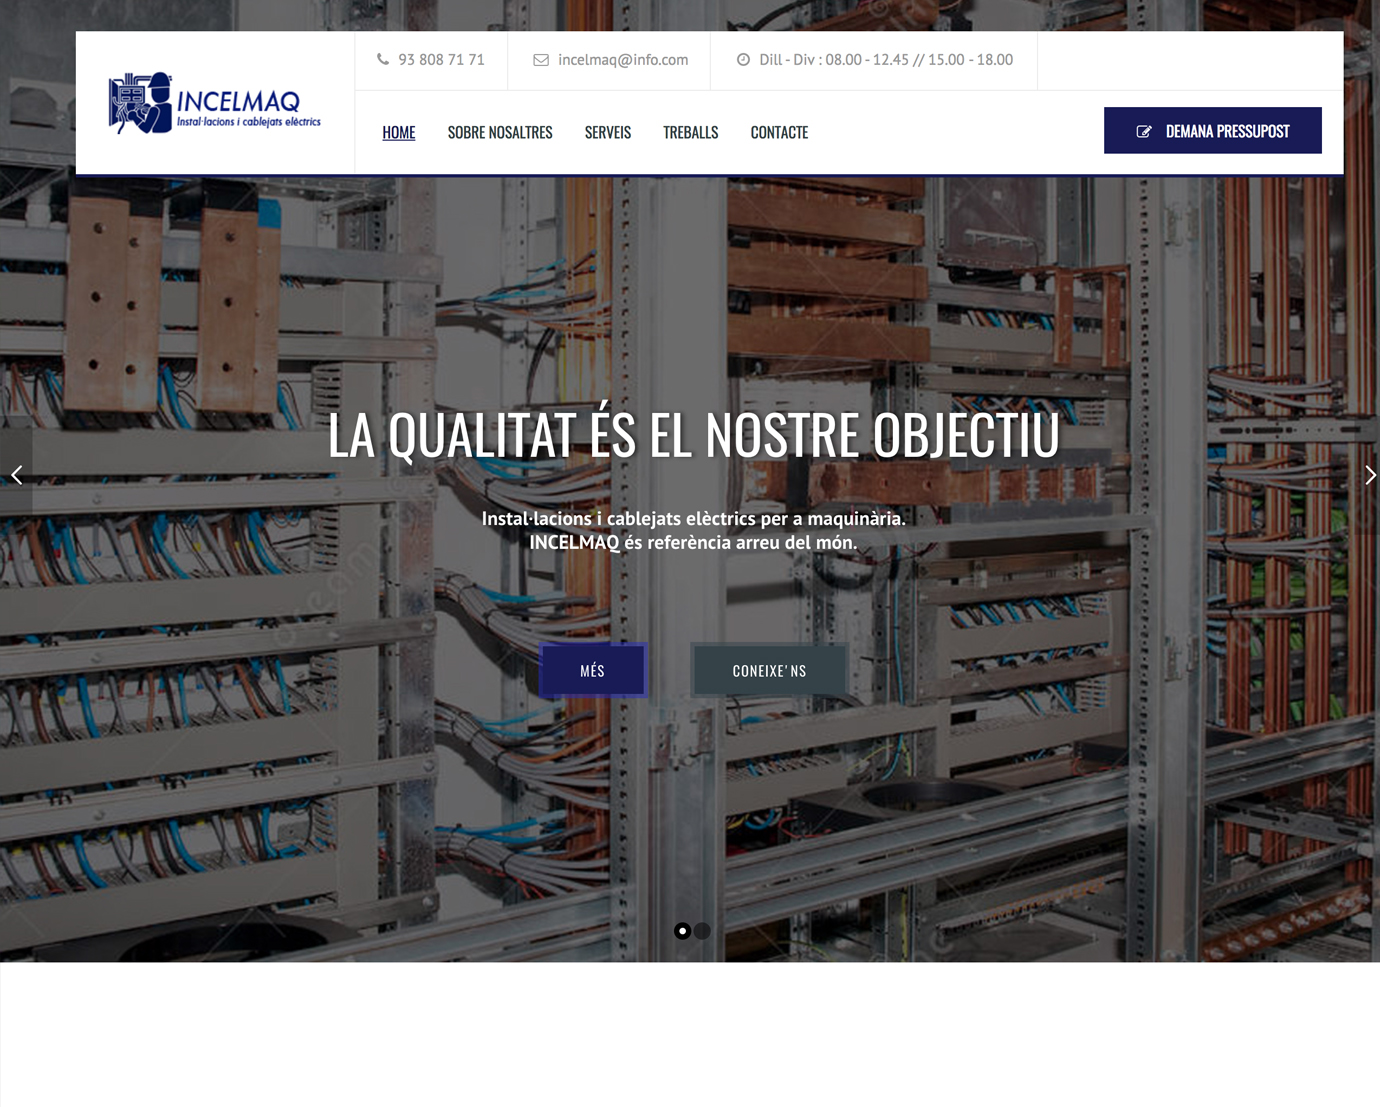 93 808 71 71
incelmaq@info.com
Dill - Div : 08.00 - 12.45 // 15.00 - 18.00
INCELMAQ
Instal·lacions i cablejats elèctrics
HOME
SOBRE NOSALTRES
SERVEIS
TREBALLS
CONTACTE
DEMANA PRESSUPOST
LA QUALITAT ÉS EL NOSTRE OBJECTIU
Instal·lacions i cablejats elèctrics per a maquinària.
INCELMAQ és referència arreu del món.
MÉS
CONEIXE'NS